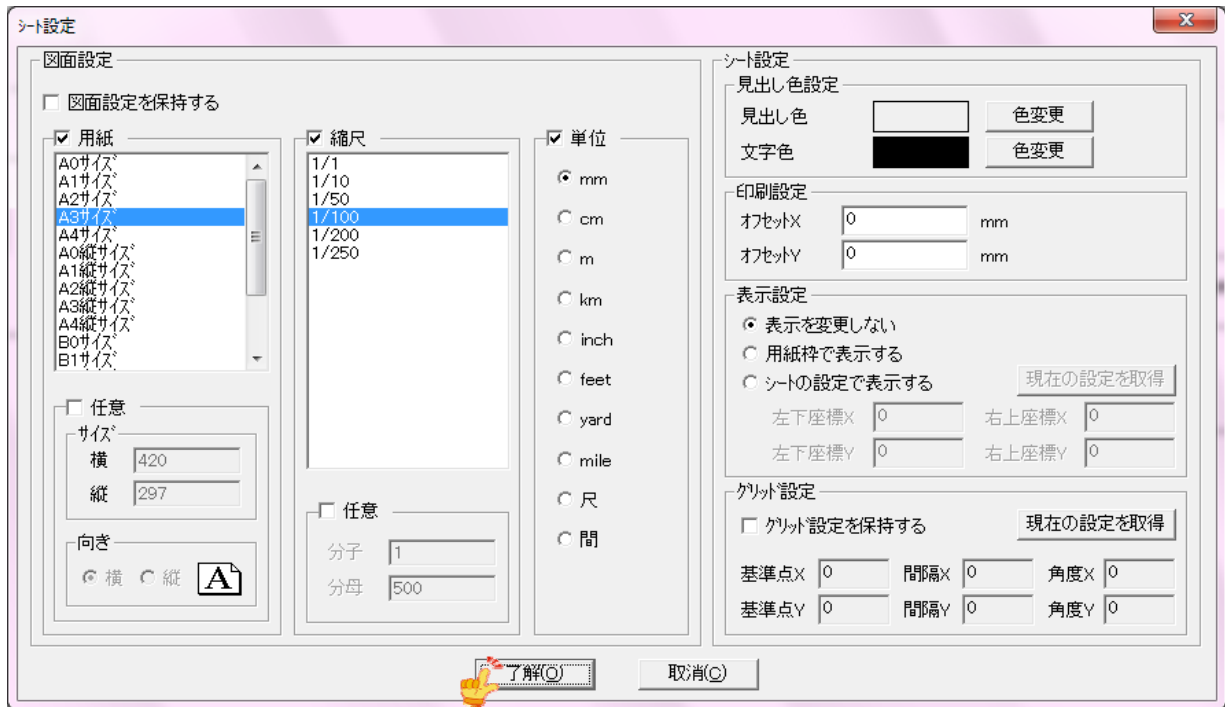 シート設定
図面設定
図面設定を保持する
用紙
A0サイズ
A1サイズ
A2サイズ
A3サイズ
A4サイズ
A0縦サイズ
A1縦サイズ
A2縦サイズ
A3縦サイズ
A4縦サイズ
B0サイズ
B1サイズ
任意
サイズ
横 420
縦 297
向き
横 縦 A
縮尺
1/1
1/10
1/50
1/100
1/200
1/250
任意
分子 1
分母 500
単位
mm
cm
m
km
inch
feet
yard
mile
尺
間
シート設定
見出し色設定
見出し色 色変更
文字色 色変更
印刷設定
オフセットX 0 mm
オフセットY 0 mm
表示設定
表示を変更しない
用紙枠で表示する
シートの設定で表示する 現在の設定を取得
左下座標X 0 右上座標X 0
左下座標Y 0 右上座標Y 0
グリッド設定
グリッド設定を保持する 現在の設定を取得
基準点X 0 間隔X 0 角度X 0
基準点Y 0 間隔Y 0 角度Y 0
了解(O) 取消(C)